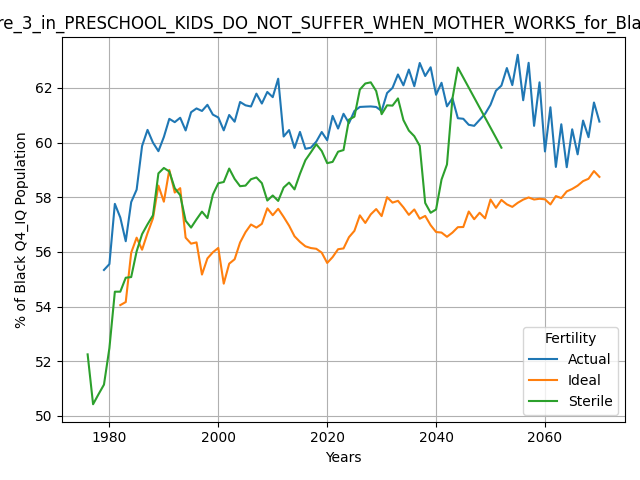 re_3_in_PRESCHOOL_KIDS_DO_NOT_SUFFER_WHEN_MOTHER_WORKS_for_Bla
% of Black Q4_IQ Population
62
60
58
56
54
52
50
1980
2000
2020
2040
2060
Years
Fertility
Actual
Ideal
Sterile